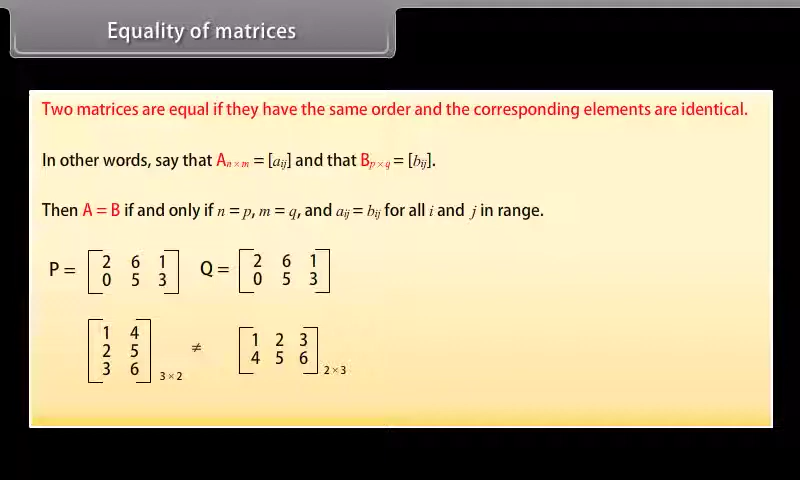 Equality of matrices
Two matrices are equal if they have the same order and the corresponding elements are identical.
In other words, say that Aₙ ₓ ₘ = [aᵢⱼ] and that Bₚ ₓ q = [bᵢⱼ].
Then A = B if and only if n = p, m = q, and aᵢⱼ = bᵢⱼ for all i and j in range.
P = [2 6 1 Q = [2 6 1
0 5 3] 0 5 3]
[1 4
2 5 ≠ [1 2 3
3 6] 3 × 2 4 5 6] 2 × 3